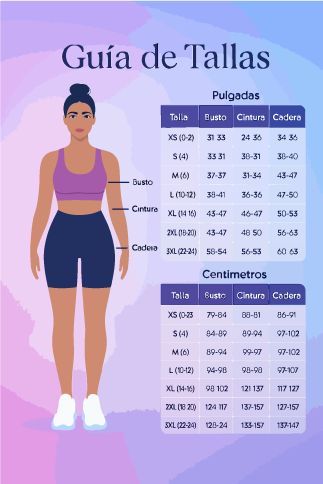 Guía de Tallas
Pulgadas
Talla Busto Cintura Cadera
XS (0-2) 31-33 24-36 34-36
S (4) 33 31 38-31 38-40
M (6) 37-37 31-34 43-47
L (10-12) 38-41 36-36 47-50
XL (14 16) 43-47 46-47 50-53
2XL (18-20) 43-47 48 50 56-63
3XL (22-24) 58-54 56-53 60-63
Busto
Cintura
Cadera
Centimetros
Talla Busto Cintura Cadera
XS (0-23 79-84 88-81 86-91
S (4) 84-89 89-94 97-102
M (6) 89-94 99-97 97-102
L (10-12) 94-98 98-98 97-107
XL (14-16) 98 102 121 137 117 127
2XL (18 20) 124 117 137-157 127-157
3XL (22-24) 128-24 133-157 137-147